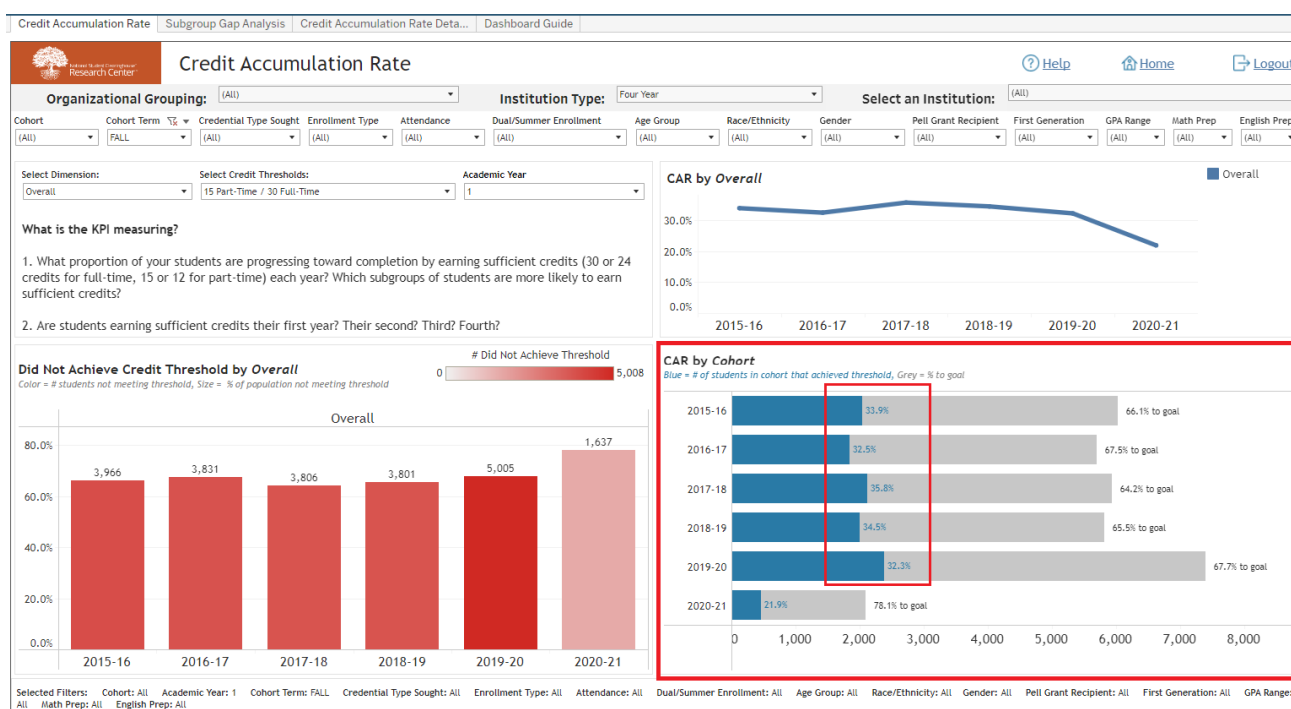 Credit Accumulation Rate
Subgroup Gap Analysis
Credit Accumulation Rate Deta...
Dashboard Guide
National Student Clearinghouse
Research Center
Credit Accumulation Rate
? Help
Home
Logout
Organizational Grouping: (All)
Institution Type: Four Year
Select an Institution: (All)
Cohort
Cohort Term
Credential Type Sought
Enrollment Type
Attendance
Dual/Summer Enrollment
Age Group
Race/Ethnicity
Gender
Pell Grant Recipient
First Generation
GPA Range
Math Prep
English Prep
(All)
FALL
(All)
(All)
(All)
(All)
(All)
(All)
(All)
(All)
(All)
(All)
(All)
(All)
Select Dimension:
Overall
Select Credit Thresholds:
15 Part-Time / 30 Full-Time
Academic Year
1
What is the KPI measuring?
1. What proportion of your students are progressing toward completion by earning sufficient credits (30 or 24
credits for full-time, 15 or 12 for part-time) each year? Which subgroups of students are more likely to earn
sufficient credits?
2. Are students earning sufficient credits their first year? Their second? Third? Fourth?
CAR by Overall
Overall
30.0%
20.0%
10.0%
0.0%
2015-16 2016-17 2017-18 2018-19 2019-20 2020-21
Did Not Achieve Credit Threshold by Overall
Color = # students not meeting threshold, Size = % of population not meeting threshold
# Did Not Achieve Threshold
0 5,008
Overall
80.0%
60.0%
40.0%
20.0%
0.0%
3,966 3,831 3,806 3,801 5,005 1,637
2015-16 2016-17 2017-18 2018-19 2019-20 2020-21
CAR by Cohort
Blue = # of students in cohort that achieved threshold, Grey = % to goal
2015-16 33.9% 66.1% to goal
2016-17 32.5% 67.5% to goal
2017-18 35.8% 64.2% to goal
2018-19 34.5% 65.5% to goal
2019-20 32.3% 67.7% to goal
2020-21 21.9% 78.1% to goal
0 1,000 2,000 3,000 4,000 5,000 6,000 7,000 8,000
Selected Filters: Cohort: All Academic Year: 1 Cohort Term: FALL Credential Type Sought: All Enrollment Type: All Attendance: All Dual/Summer Enrollment: All Age Group: All Race/Ethnicity: All Gender: All Pell Grant Recipient: All First Generation: All GPA Range:
All Math Prep: All English Prep: All